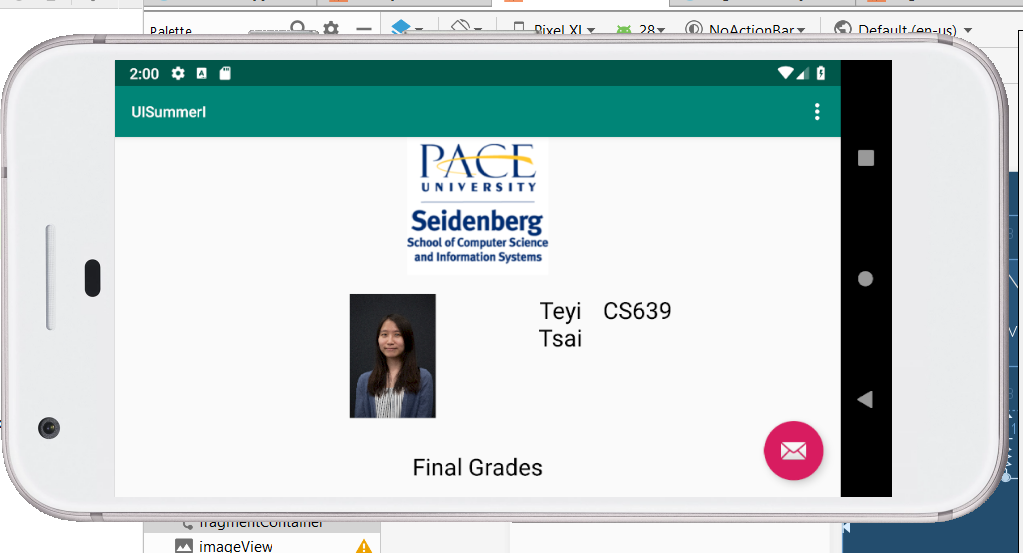 Palette
Pixel XL
28
NoActionBar
Default (en-us)
2:00
UISummerI
PACE
UNIVERSITY
Seidenberg
School of Computer Science
and Information Systems
Teyi CS639
Tsai
Final Grades
fragmentContainer
imageView